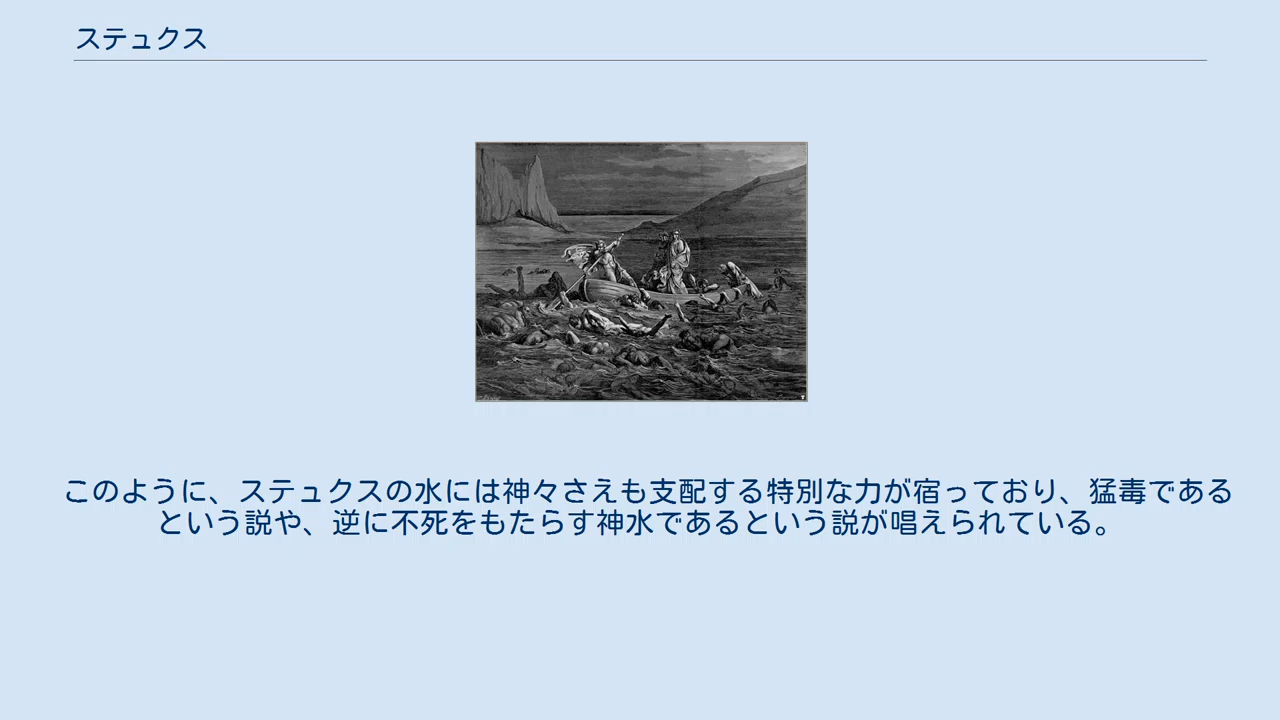 ステュクス
このように、ステュクスの水には神々さえも支配する特別な力が宿っており、猛毒である
という説や、逆に不死をもたらす神水であるという説が唱えられている。